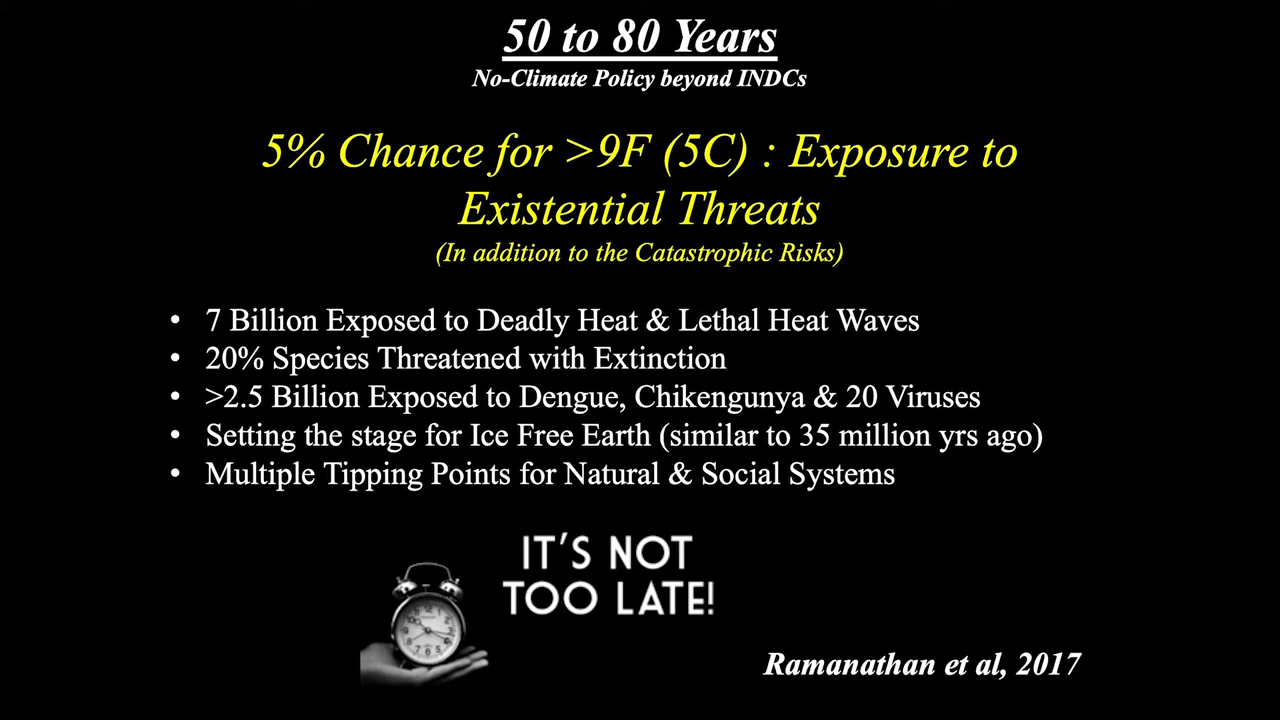 50 to 80 Years
No-Climate Policy beyond INDCs
5% Chance for >9F (5C) : Exposure to
Existential Threats
(In addition to the Catastrophic Risks)
• 7 Billion Exposed to Deadly Heat & Lethal Heat Waves
• 20% Species Threatened with Extinction
• >2.5 Billion Exposed to Dengue, Chikengunya & 20 Viruses
• Setting the stage for Ice Free Earth (similar to 35 million yrs ago)
• Multiple Tipping Points for Natural & Social Systems
IT'S NOT
TOO LATE!
Ramanathan et al, 2017